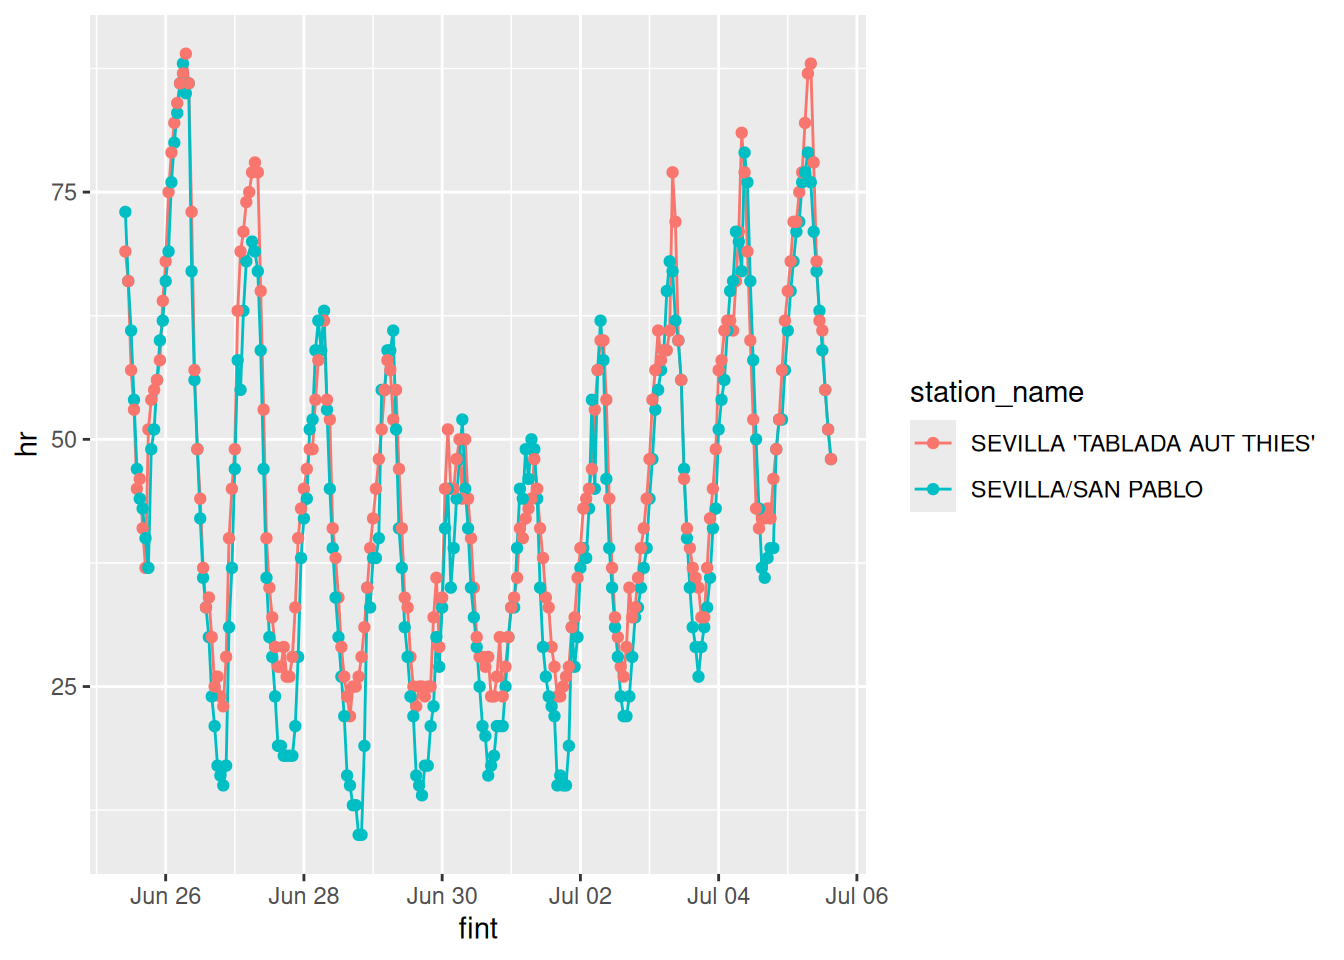 75
50
25
hr
Jun 26 Jun 28 Jun 30 Jul 02 Jul 04 Jul 06
fint
station_name
SEVILLA 'TABLADA AUT THIES'
SEVILLA/SAN PABLO